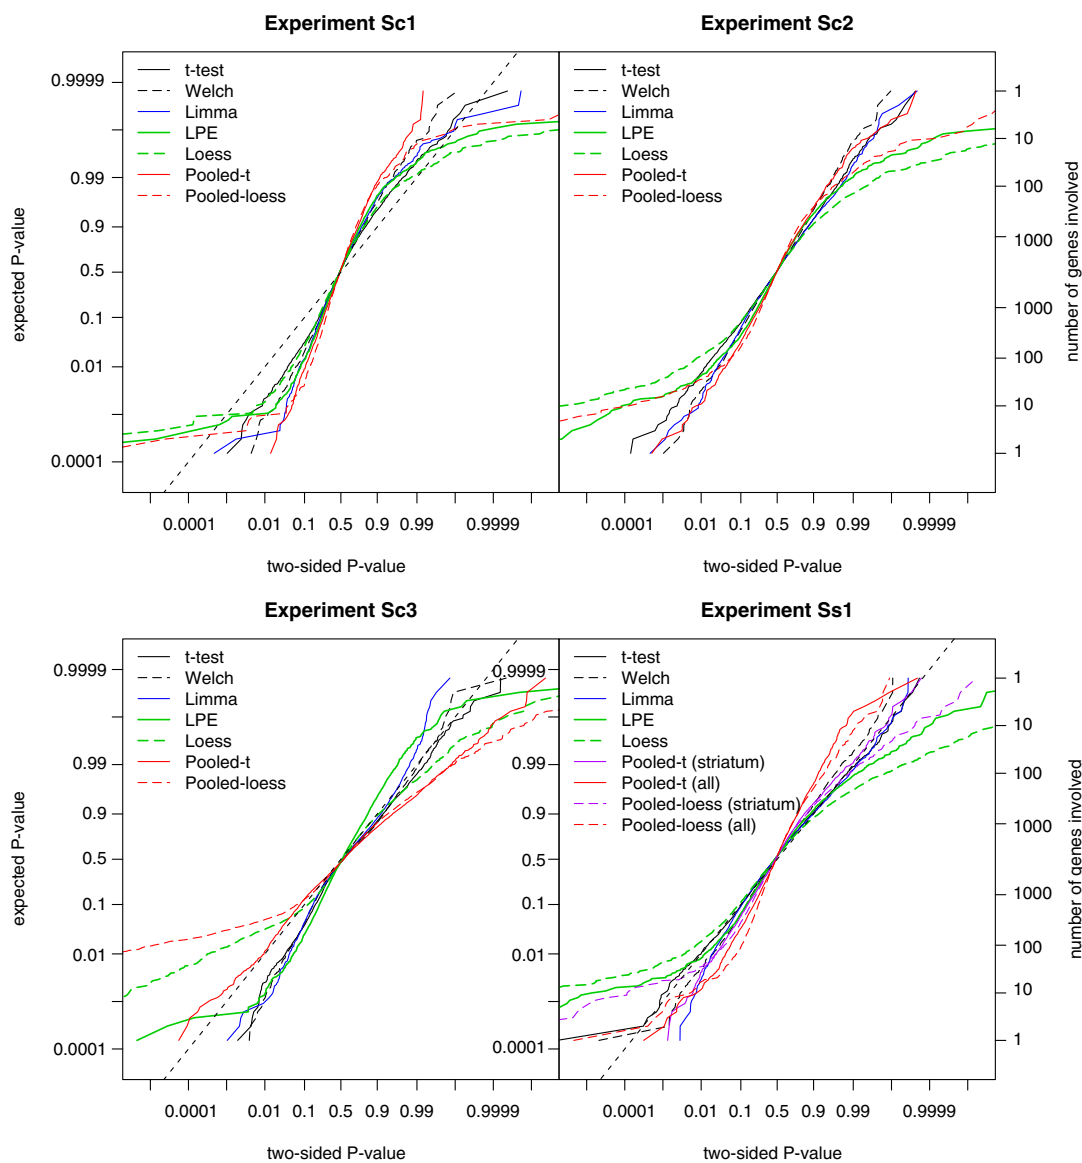 Experiment Sc1
t-test
Welch
Limma
LPE
Loess
Pooled-t
Pooled-loess
0.9999
0.99
0.9
0.5
0.1
0.01
0.0001
expected P-value
0.0001 0.01 0.1 0.5 0.9 0.99 0.9999
two-sided P-value
Experiment Sc2
t-test
Welch
Limma
LPE
Loess
Pooled-t
Pooled-loess
1
10
100
1000
1000
100
10
1
number of genes involved
0.0001 0.01 0.1 0.5 0.9 0.99 0.9999
two-sided P-value
Experiment Sc3
t-test
Welch
Limma
LPE
Loess
Pooled-t
Pooled-loess
0.9999
0.99
0.9
0.5
0.1
0.01
0.0001
expected P-value
0.0001 0.01 0.1 0.5 0.9 0.99 0.9999
two-sided P-value
Experiment Ss1
t-test
Welch
Limma
LPE
Loess
Pooled-t (striatum)
Pooled-t (all)
Pooled-loess (striatum)
Pooled-loess (all)
0.9999
0.99
0.9
0.5
0.1
0.01
0.0001
1
10
100
1000
1000
100
10
1
number of genes involved
0.0001 0.01 0.1 0.5 0.9 0.99 0.9999
two-sided P-value